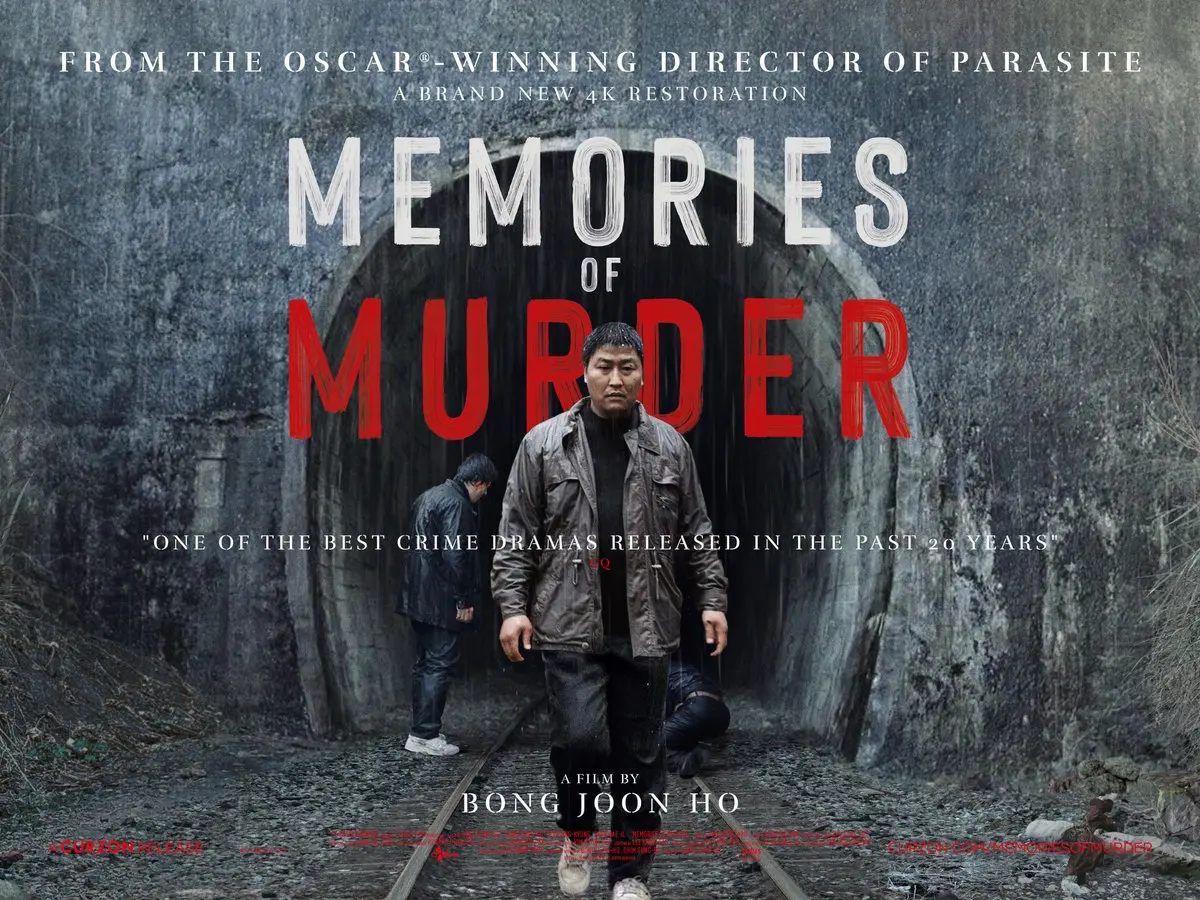 FROM THE OSCAR®-WINNING DIRECTOR OF PARASITE
A BRAND NEW 4K RESTORATION
MEMORIES
OF
MURDER
"ONE OF THE BEST CRIME DRAMAS RELEASED IN THE PAST 20 YEARS"
GQ
A FILM BY
BONG JOON HO
A CURZON RELEASE
CURZON.COM/MEMORIESOFMURDER